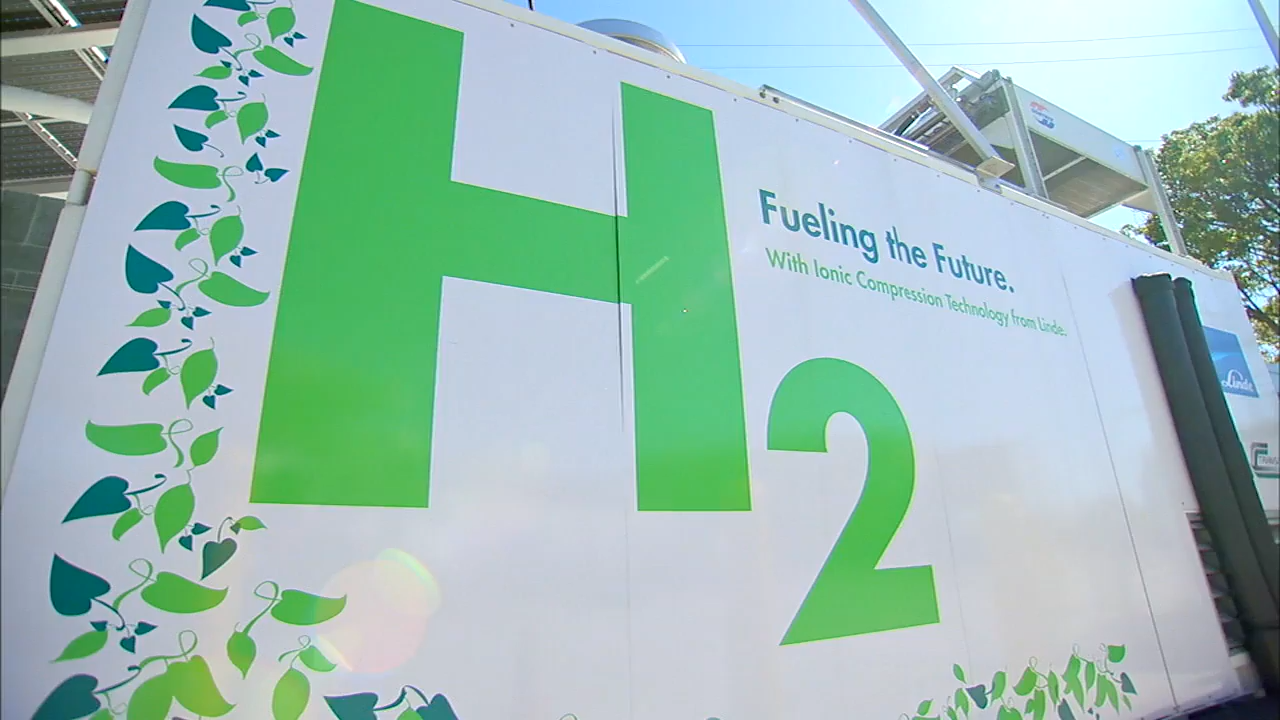 H2
Fueling the Future.
With Ionic Compression Technology from Linde.
Linde